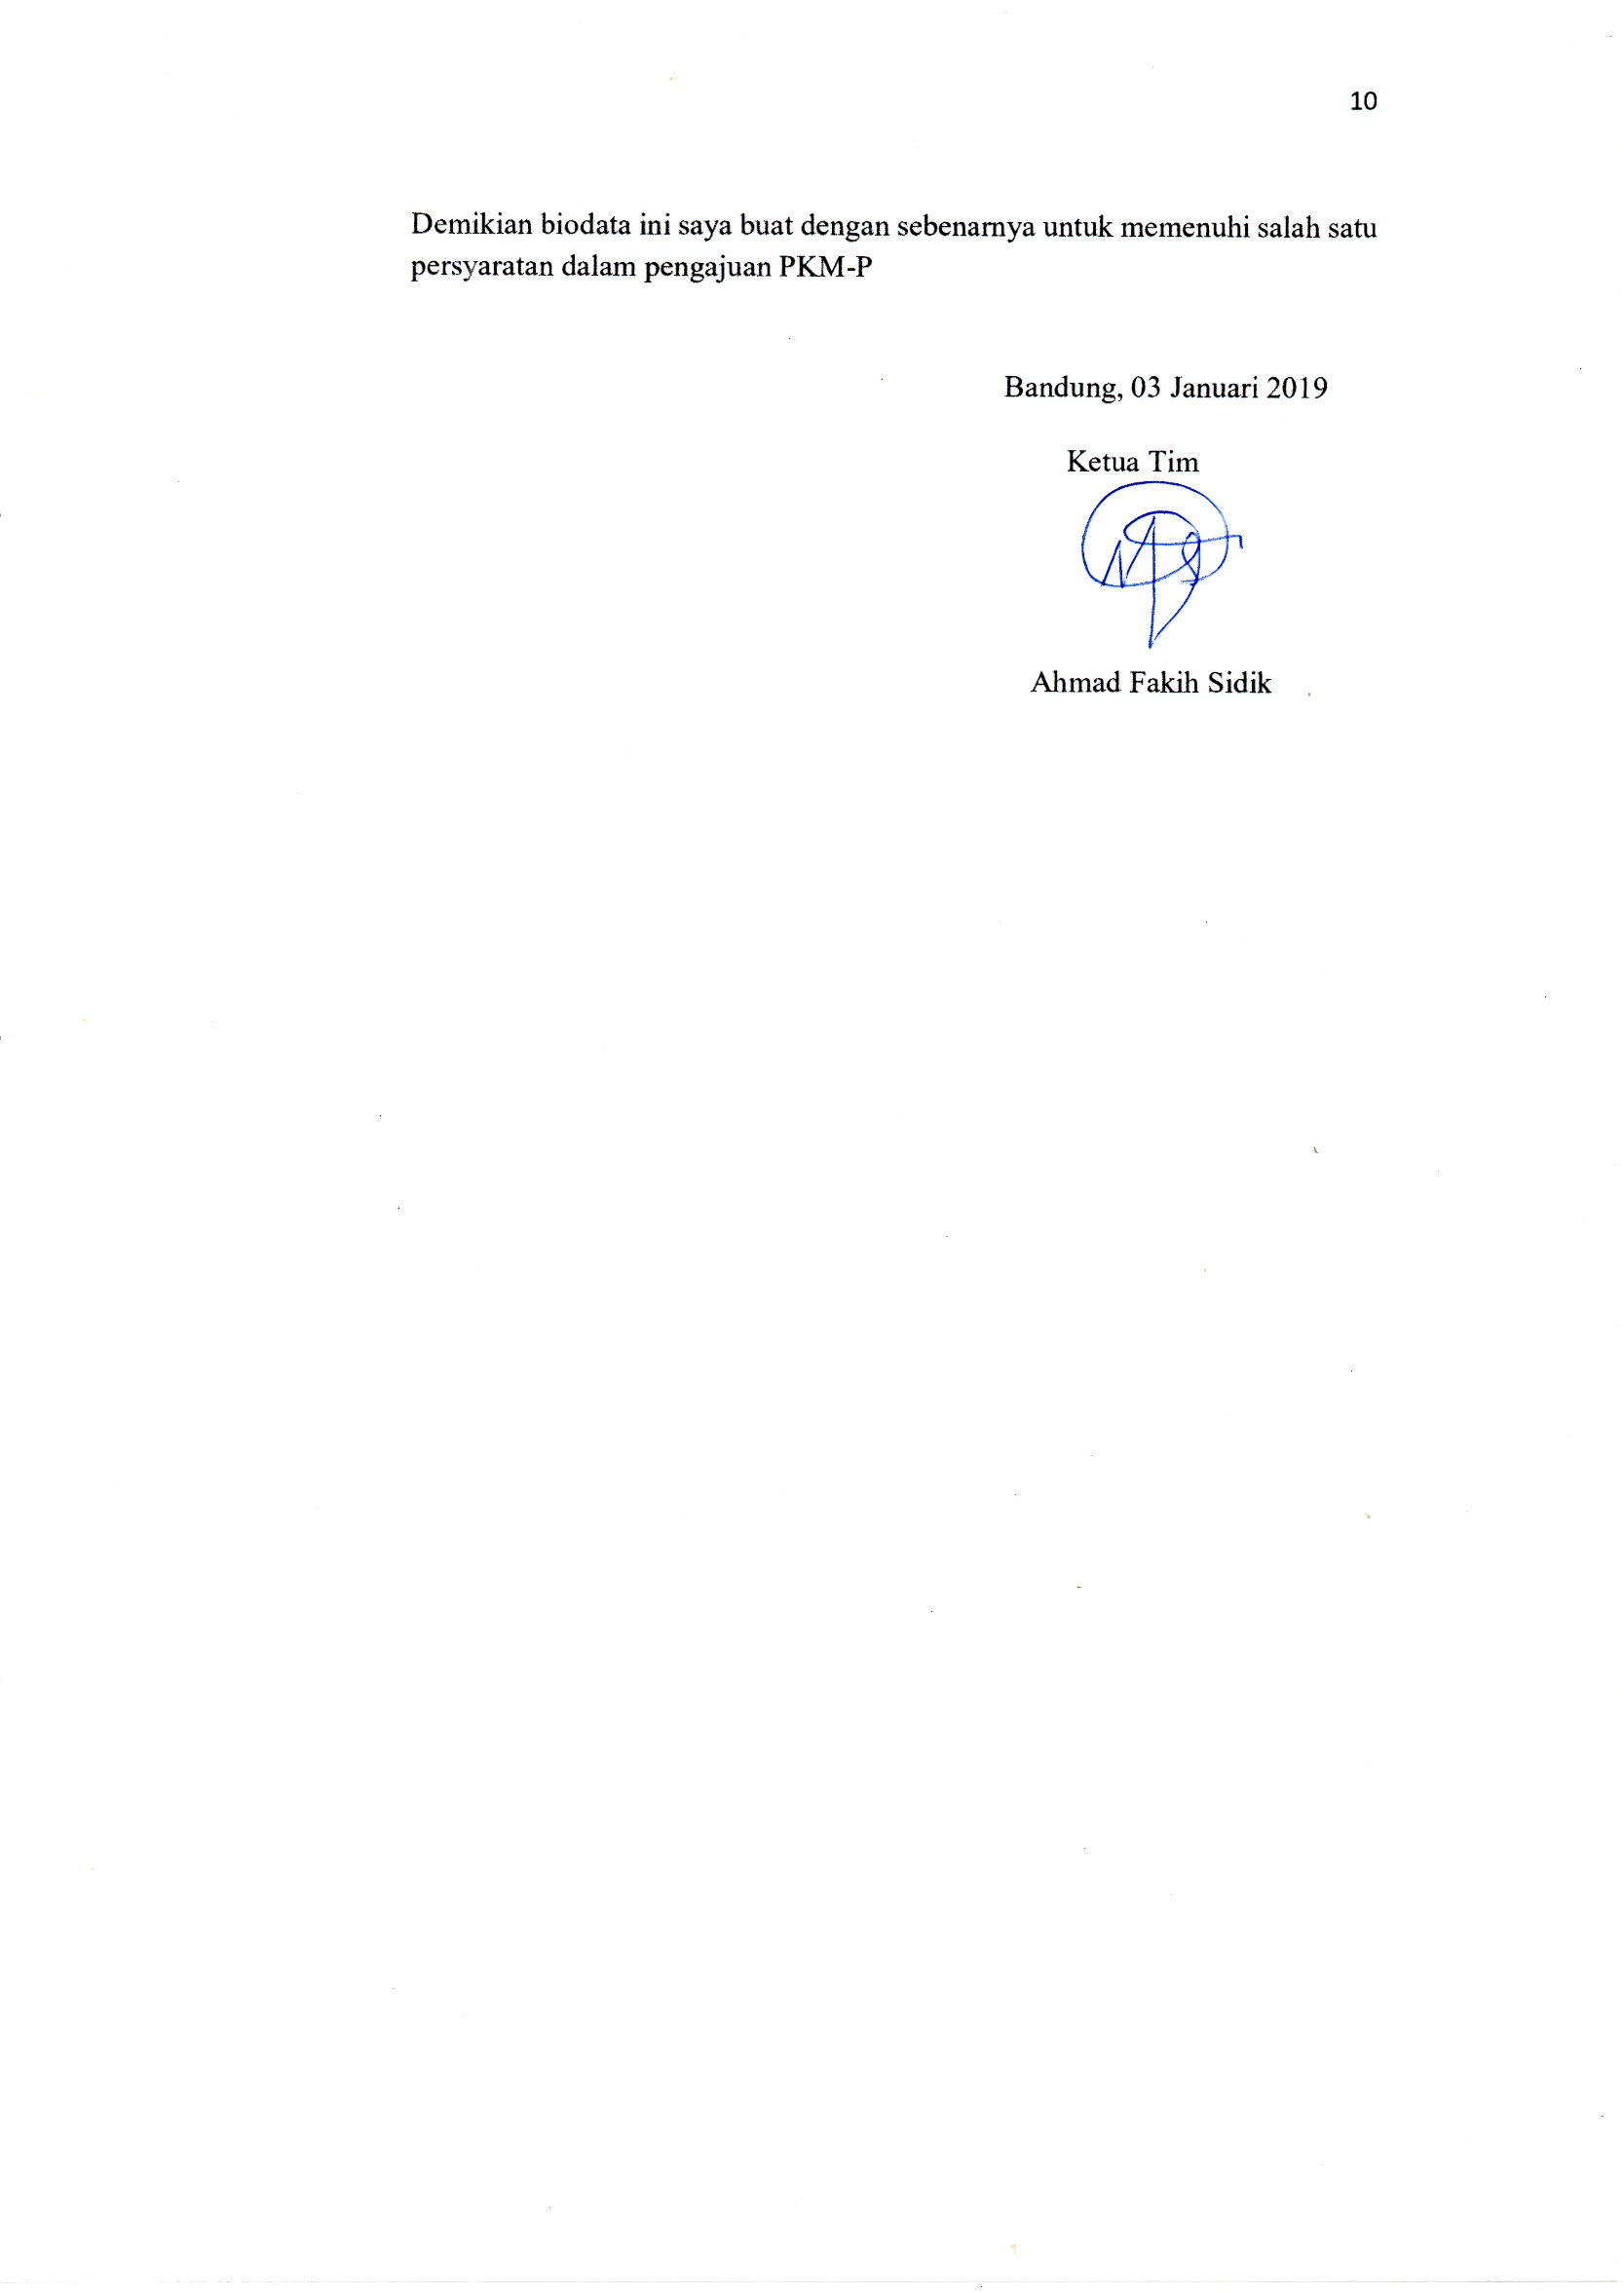 10
Demikian biodata ini saya buat dengan sebenarnya untuk memenuhi salah satu
persyaratan dalam pengajuan PKM-P
Bandung, 03 Januari 2019
Ketua Tim
Ahmad Fakih Sidik